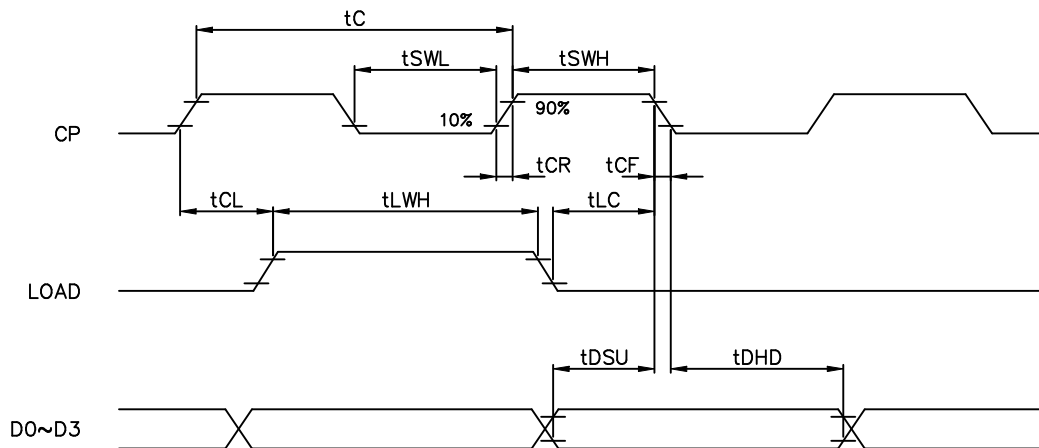 tC
tSWL tSWH
CP 10% 90%
tCR tCF
tCL tLWH tLC
LOAD
tDSU tDHD
D0~D3